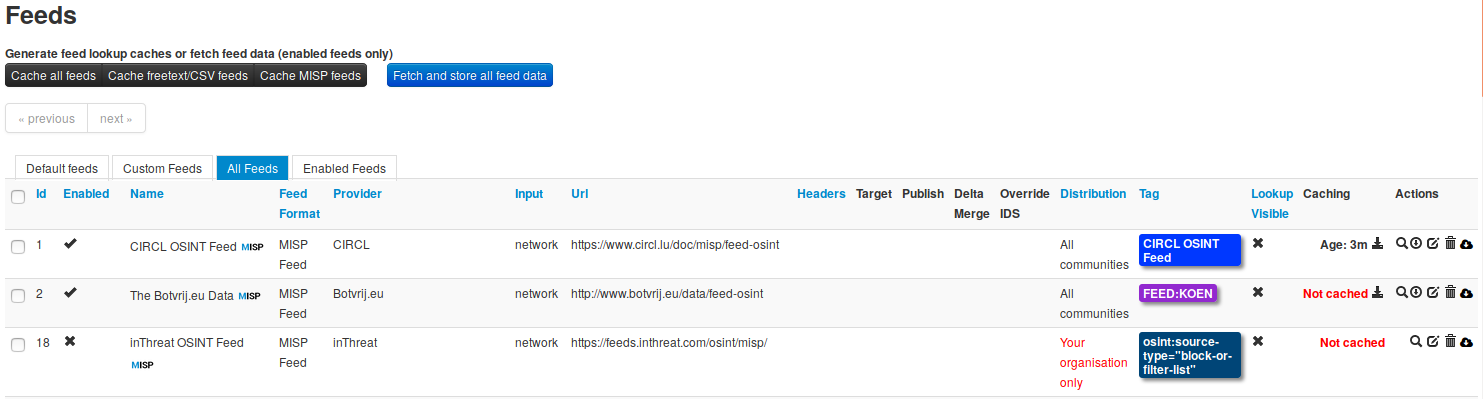 Feeds
Generate feed lookup caches or fetch feed data (enabled feeds only)
Cache all feeds Cache freetext/CSV feeds Cache MISP feeds Fetch and store all feed data
« previous next »
Default feeds Custom Feeds All Feeds Enabled Feeds
Id Enabled Name Feed Format Provider Input Url Headers Target Publish Delta Merge Override IDS Distribution Tag Lookup Visible Caching Actions
1 CIRCL OSINT Feed MISP MISP Feed CIRCL network https://www.circl.lu/doc/misp/feed-osint All communities CIRCL OSINT Feed Age: 3m
2 The Botvrij.eu Data MISP MISP Feed Botvrij.eu network http://www.botvrij.eu/data/feed-osint All communities FEED:KOEN Not cached
18 inThreat OSINT Feed MISP MISP Feed inThreat network https://feeds.inthreat.com/osint/misp/ Your organisation only osint:source-type="block-or-filter-list" Not cached